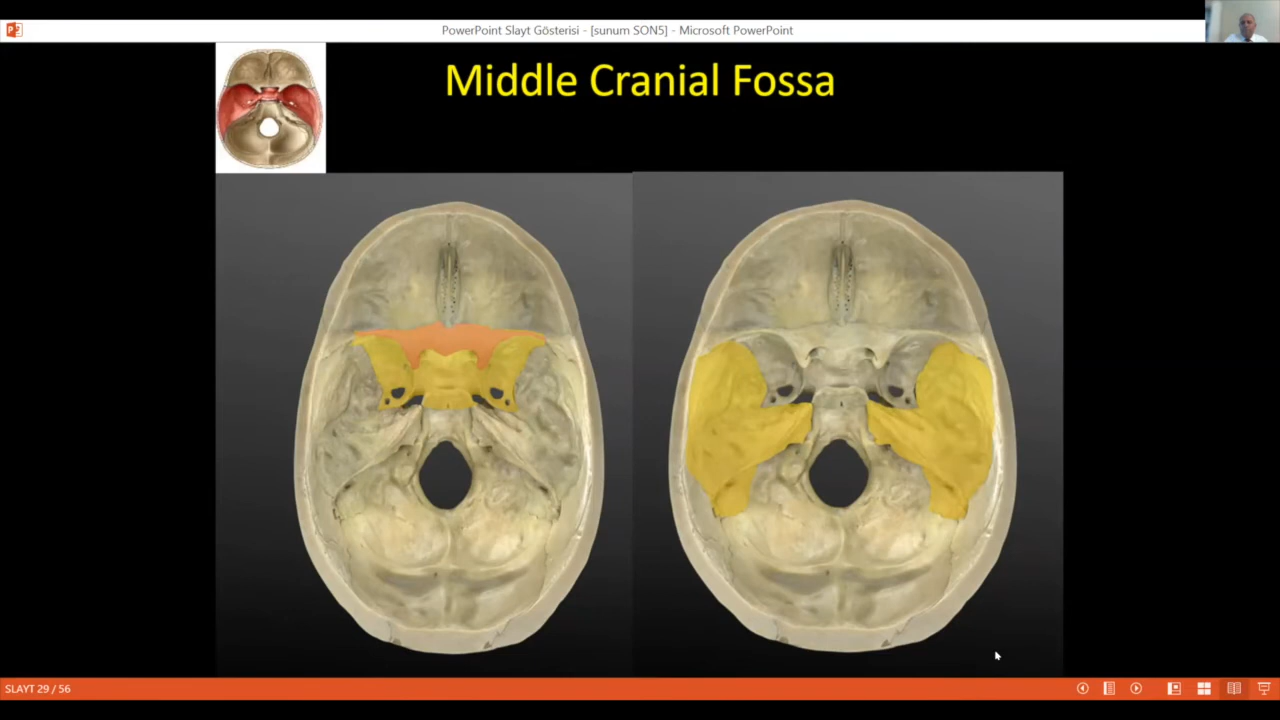 PowerPoint Slayt Gösterisi - [sunum SON5] - Microsoft PowerPoint
Middle Cranial Fossa
SLAYT 29 / 56